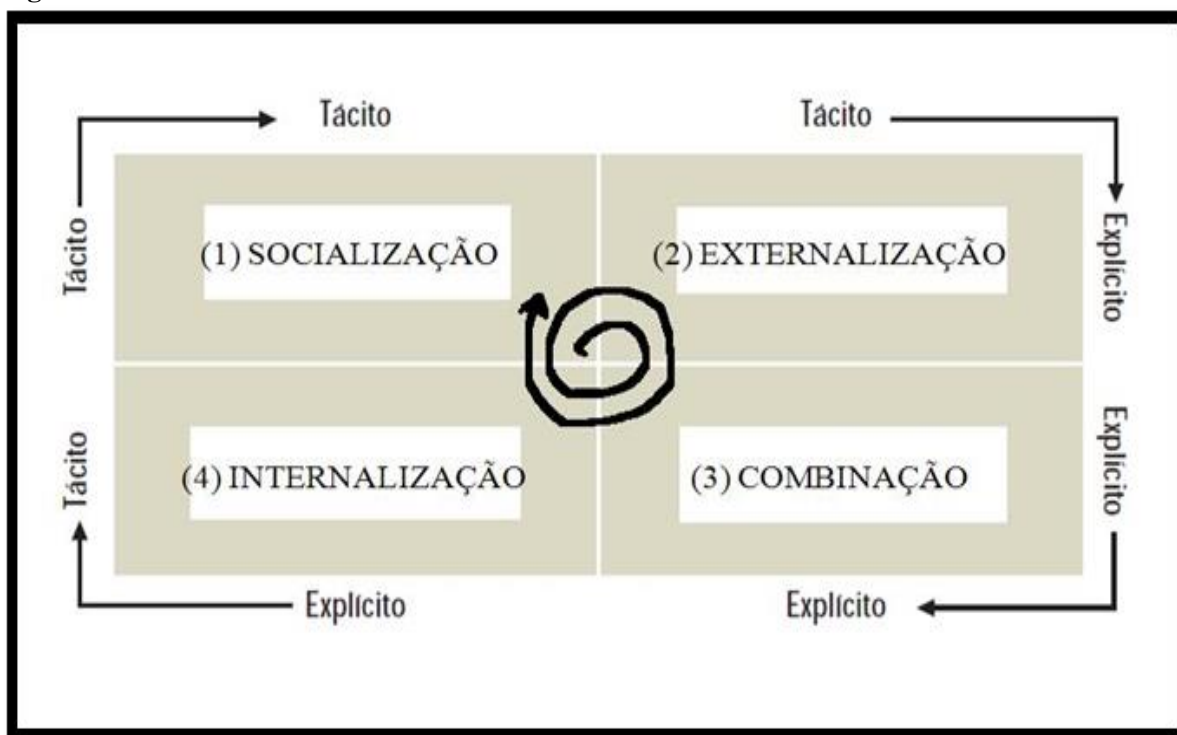 Tácito
Tácito
Tácito
Explícito
(1) SOCIALIZAÇÃO
(2) EXTERNALIZAÇÃO
Tácito
Explícito
(4) INTERNALIZAÇÃO
(3) COMBINAÇÃO
Explícito
Explícito